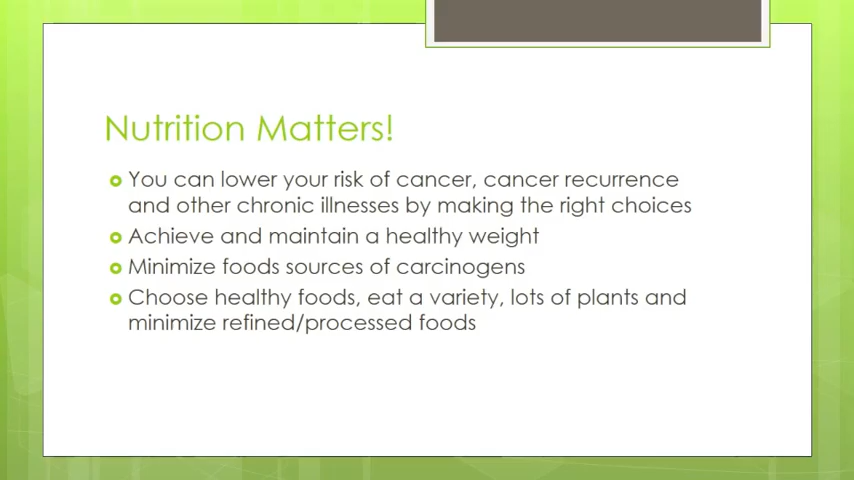 Nutrition Matters!
You can lower your risk of cancer, cancer recurrence
and other chronic illnesses by making the right choices
Achieve and maintain a healthy weight
Minimize foods sources of carcinogens
Choose healthy foods, eat a variety, lots of plants and
minimize refined/processed foods